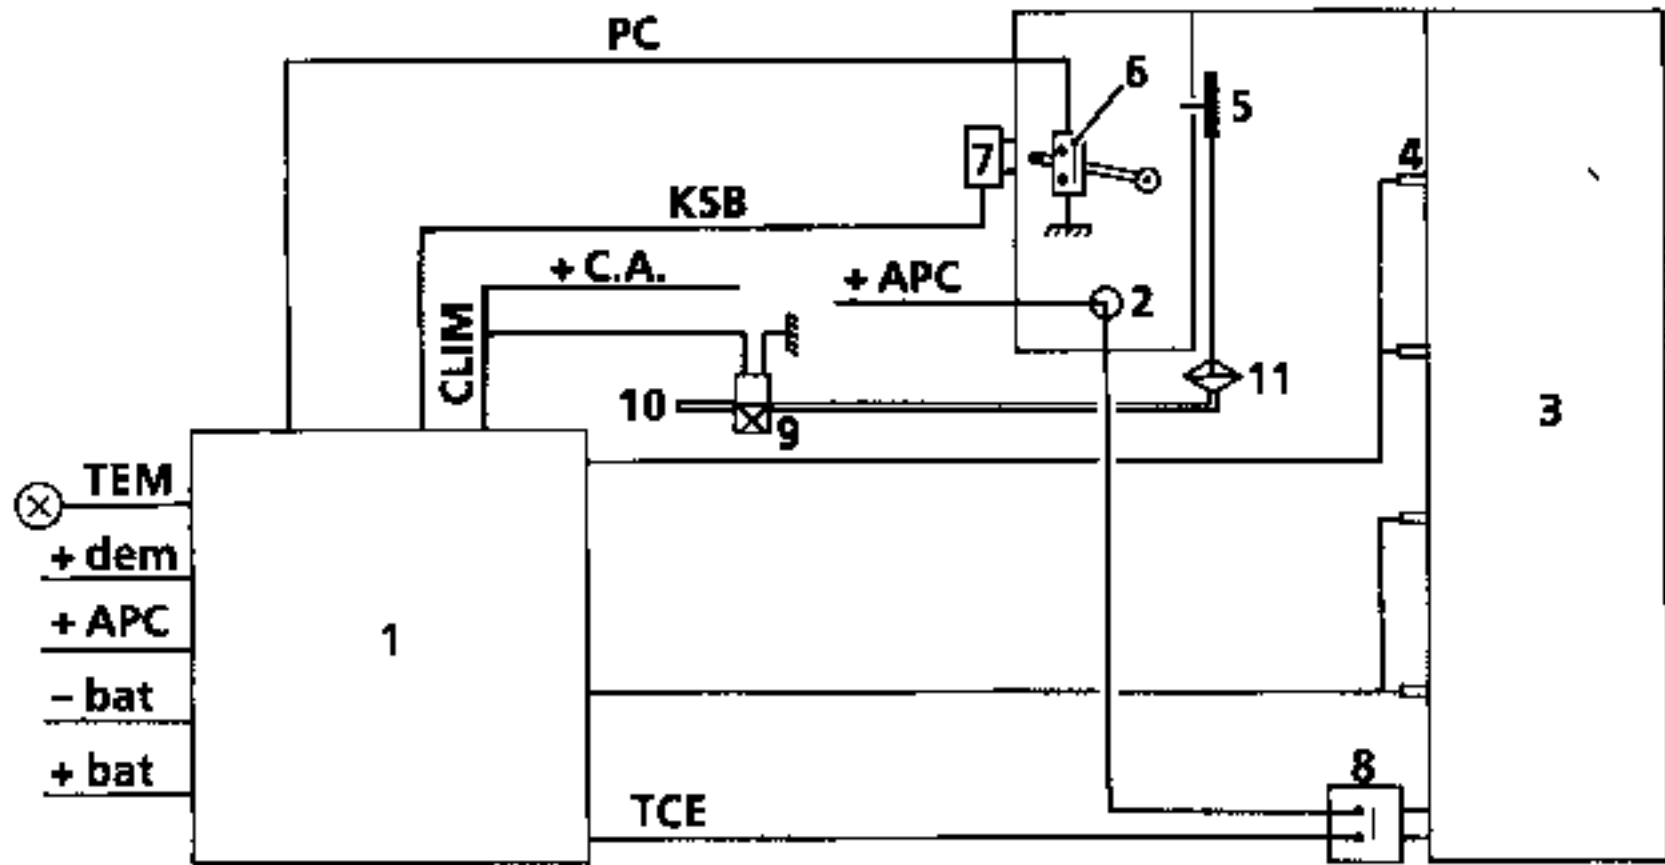 PC
6
5
7
4
KSB
+ C.A.
+ APC
2
CLIM
11
10
9
3
TEM
+ dem
+ APC
1
– bat
+ bat
8
TCE